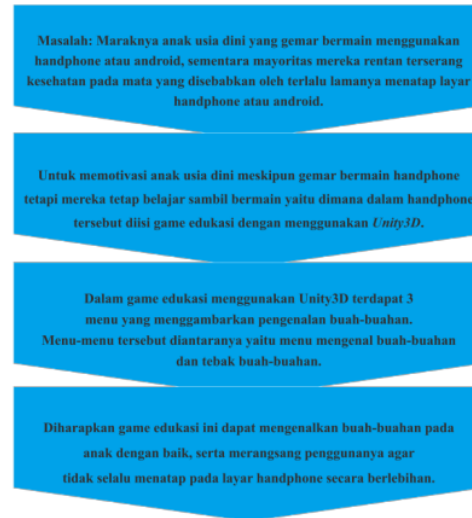 Masalah: Maraknya anak usia dini yang gemar bermain menggunakan
handphone atau android, sementara mayoritas mereka rentan terserang
kesehatan pada mata yang disebabkan oleh terlalu lamanya menatap layar
handphone atau android.
Untuk memotivasi anak usia dini meskipun gemar bermain handphone
tetapi mereka tetap belajar sambil bermain yaitu dimana dalam handphone
tersebut diisi game edukasi dengan menggunakan Unity3D.
Dalam game edukasi menggunakan Unity3D terdapat 3
menu yang menggambarkan pengenalan buah-buahan.
Menu-menu tersebut diantaranya yaitu menu mengenal buah-buahan
dan tebak buah-buahan.
Diharapkan game edukasi ini dapat mengenalkan buah-buahan pada
anak dengan baik, serta merangsang penggunanya agar
tidak selalu menatap pada layar handphone secara berlebihan.